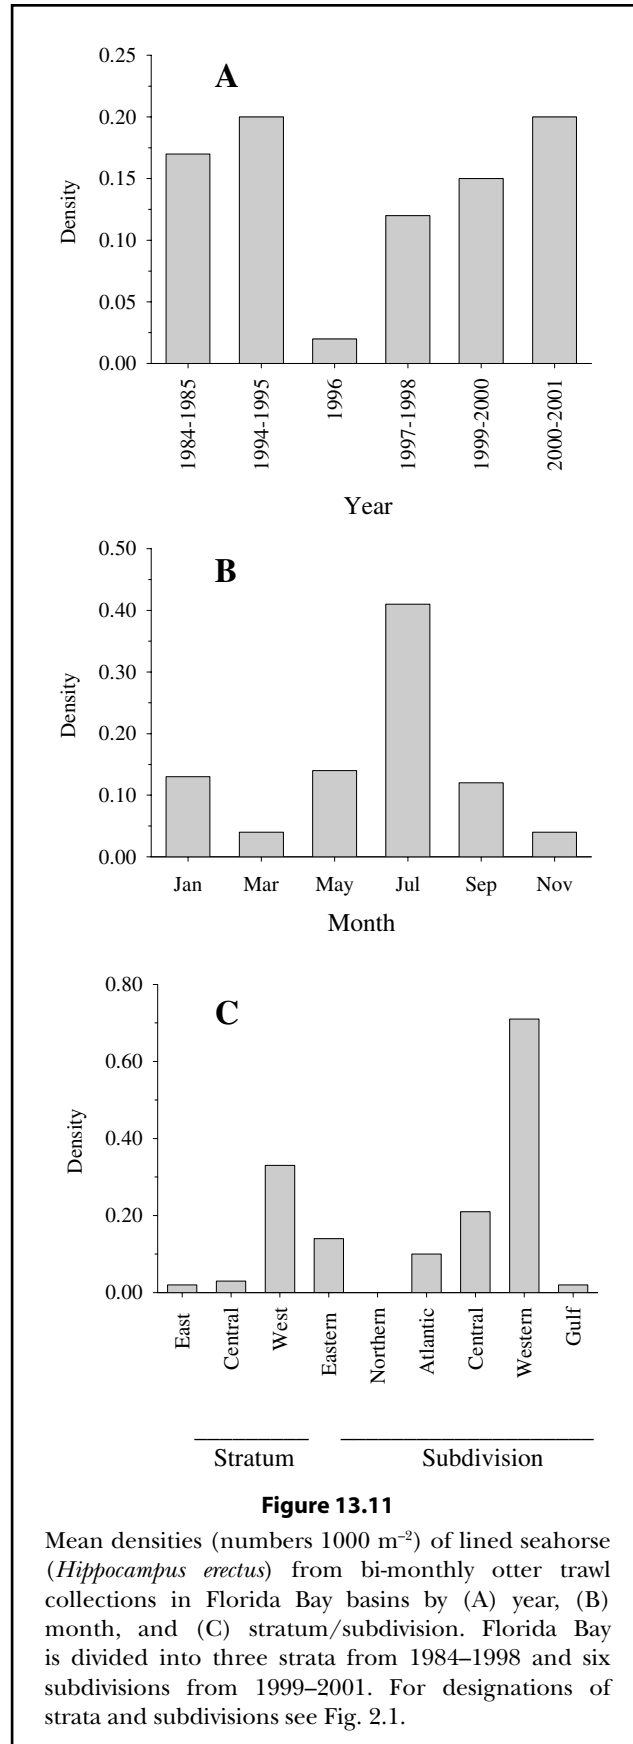 A
0.25
0.20
0.15
0.10
0.05
0.00
Density
1984-1985
1994-1995
1996
1997-1998
1999-2000
2000-2001
Year
B
0.50
0.40
0.30
0.20
0.10
0.00
Density
Jan Mar May Jul Sep Nov
Month
C
0.80
0.60
0.40
0.20
0.00
Density
East
Central
West
Eastern
Northern
Atlantic
Central
Western
Gulf
Stratum Subdivision
Figure 13.11
Mean densities (numbers 1000 m⁻²) of lined seahorse
(Hippocampus erectus) from bi-monthly otter trawl
collections in Florida Bay basins by (A) year, (B)
month, and (C) stratum/subdivision. Florida Bay
is divided into three strata from 1984–1998 and six
subdivisions from 1999–2001. For designations of
strata and subdivisions see Fig. 2.1.